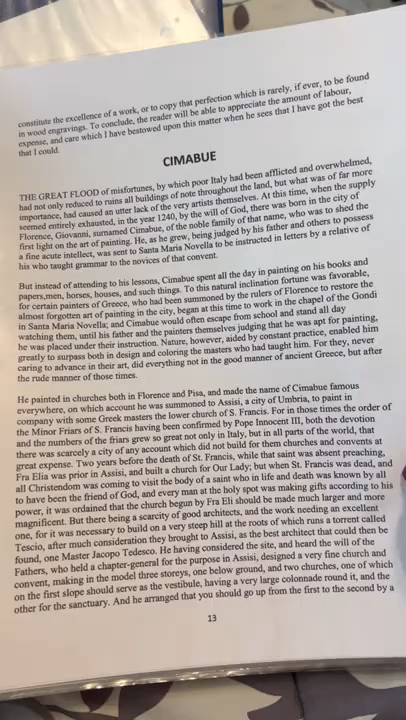 constitute the excellence of a work, or to copy that perfection which is rarely, if ever, to be found
in wood engravings. To conclude, the reader will be able to appreciate the amount of labour,
expense, and care which I have bestowed upon this matter when he sees that I have got the best
that I could.
CIMABUE
THE GREAT FLOOD of misfortunes, by which poor Italy had been afflicted and overwhelmed,
had not only reduced to ruins all buildings of note throughout the land, but what was of far more
importance, had caused an utter lack of the very artists themselves. At this time, when the supply
seemed entirely exhausted, in the year 1240, by the will of God, there was born in the city of
Florence, Giovanni, surnamed Cimabue, of the noble family of that name, who was to shed the
first light on the art of painting. He, as he grew, being judged by his father and others to possess
a fine acute intellect, was sent to Santa Maria Novella to be instructed in letters by a relative of
his who taught grammar to the novices of that convent.
But instead of attending to his lessons, Cimabue spent all the day in painting on his books and
papers,men, horses, houses, and such things. To this natural inclination fortune was favorable,
for certain painters of Greece, who had been summoned by the rulers of Florence to restore the
almost forgotten art of painting in the city, began at this time to work in the chapel of the Gondi
in Santa Maria Novella; and Cimabue would often escape from school and stand all day
watching them, until his father and the painters themselves judging that he was apt for painting,
he was placed under their instruction. Nature, however, aided by constant practice, enabled him
greatly to surpass both in design and coloring the masters who had taught him. For they, never
caring to advance in their art, did everything not in the good manner of ancient Greece, but after
the rude manner of those times.
He painted in churches both in Florence and Pisa, and made the name of Cimabue famous
everywhere, on which account he was summoned to Assisi, a city of Umbria, to paint in
company with some Greek masters the lower church of S. Francis. For in those times the order of
the Minor Friars of S. Francis having been confirmed by Pope Innocent III, both the devotion
and the numbers of the friars grew so great not only in Italy, but in all parts of the world, that
there was scarcely a city of any account which did not build for them churches and convents at
great expense. Two years before the death of St. Francis, while that saint was absent preaching,
Fra Elia was prior in Assisi, and built a church for Our Lady; but when St. Francis was dead, and
all Christendom was coming to visit the body of a saint who in life and death was known by all
to have been the friend of God, and every man at the holy spot was making gifts according to his
power, it was ordained that the church begun by Fra Eli should be made much larger and more
magnificent. But there being a scarcity of good architects, and the work needing an excellent
one, for it was necessary to build on a very steep hill at the roots of which runs a torrent called
Tescio, after much consideration they brought to Assisi, as the best architect that could then be
found, one Master Jacopo Tedesco. He having considered the site, and heard the will of the
Fathers, who held a chapter-general for the purpose in Assisi, designed a very fine church and
convent, making in the model three storeys, one below ground, and two churches, one of which
on the first slope should serve as the vestibule, having a very large colonnade round it, and the
other for the sanctuary. And he arranged that you should go up from the first to the second by a
13